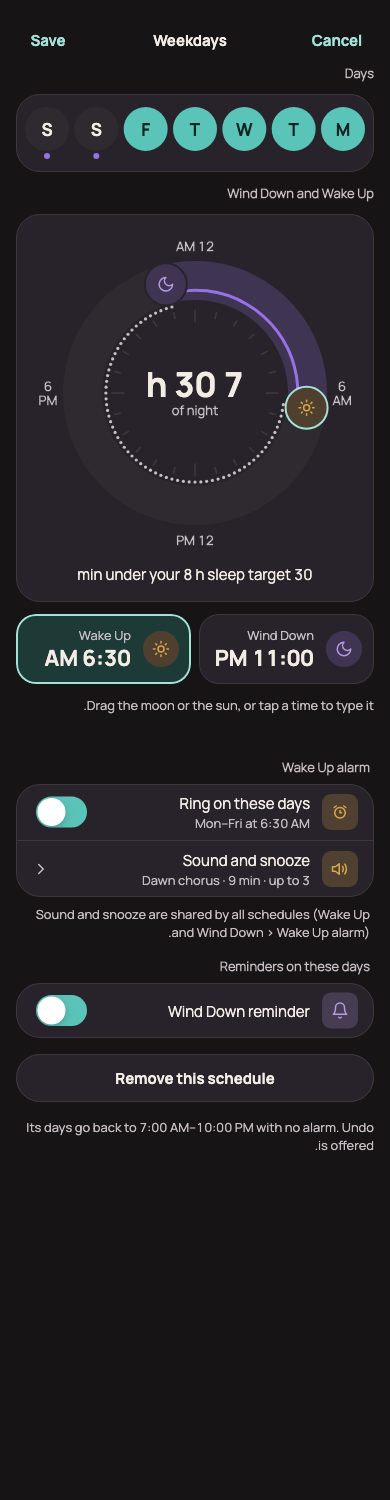 Cancel
Weekdays
Save
Days
M
T
W
T
F
S
S
Wind Down and Wake Up
AM 12
6
AM
6
PM
h 30 7
of night
PM 12
min under your 8 h sleep target 30
Wind Down
PM 11:00
Wake Up
AM 6:30
.Drag the moon or the sun, or tap a time to type it
Wake Up alarm
Ring on these days
Mon–Fri at 6:30 AM
Sound and snooze
Dawn chorus · 9 min · up to 3
Sound and snooze are shared by all schedules (Wake Up
.and Wind Down > Wake Up alarm)
Reminders on these days
Wind Down reminder
Remove this schedule
Its days go back to 7:00 AM–10:00 PM with no alarm. Undo
.is offered